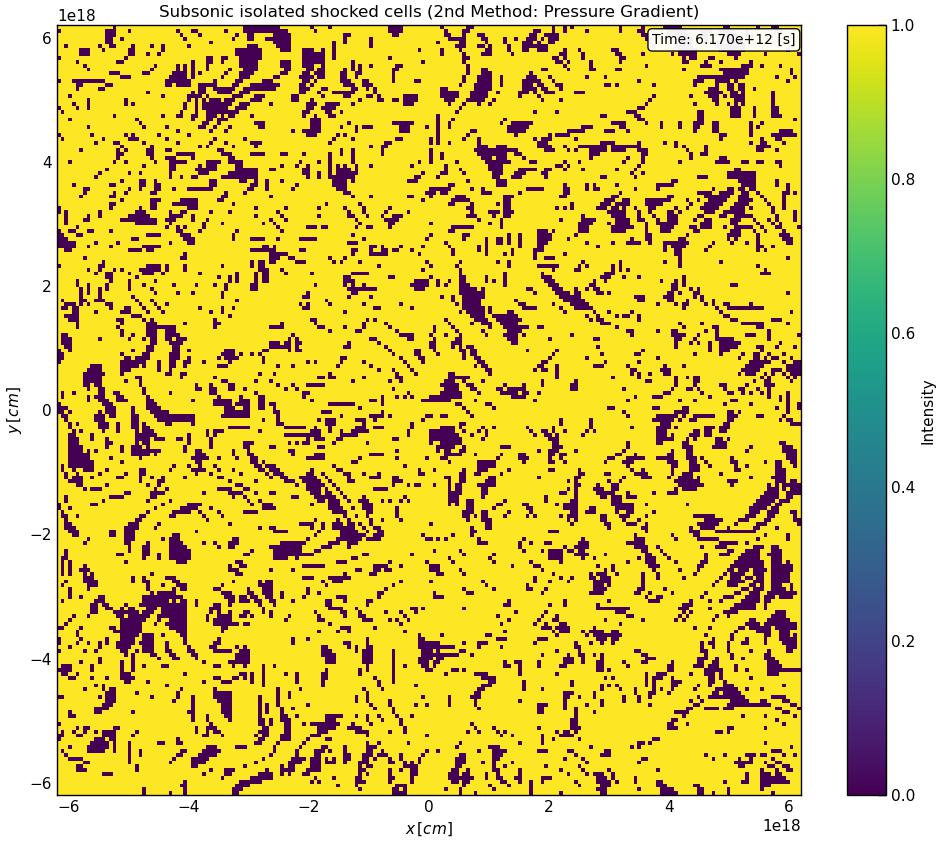 Subsonic isolated shocked cells (2nd Method: Pressure Gradient)
1e18
Time: 6.170e+12 [s]
6
4
2
0
−2
−4
−6
y [cm]
−6 −4 −2 0 2 4 6
x [cm]
1e18
1.0
0.8
0.6
0.4
0.2
0.0
Intensity